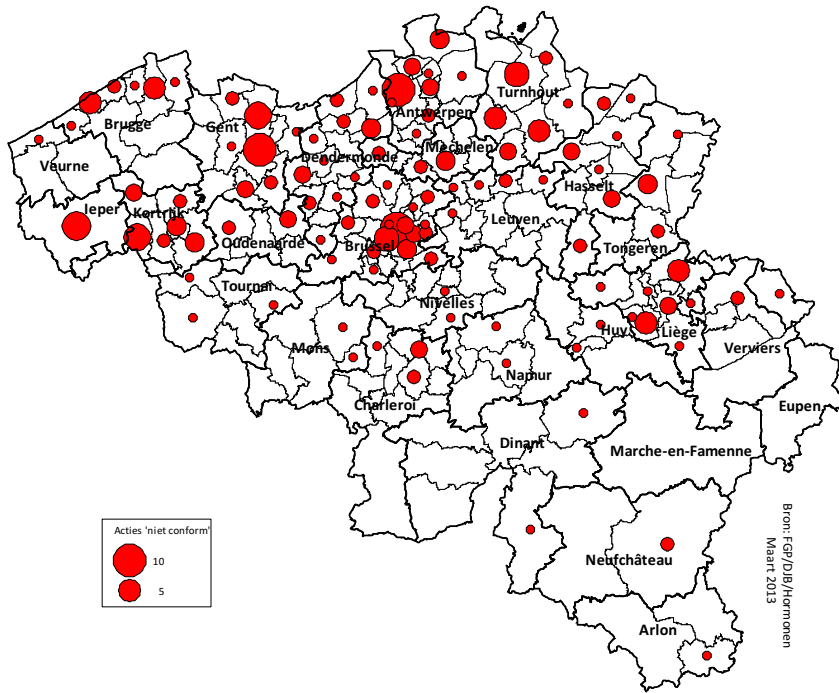 Turnhout
Antwerpen
Brugge
Gent
Mechelen
Dendermonde
Veurne
Hasselt
Ieper
Kortrijk
Leuven
Oudenaarde
Brussel
Tongeren
Tournai
Nivelles
Mons
Huy
Liège
Verviers
Namur
Charleroi
Eupen
Dinant
Marche-en-Famenne
Acties 'niet conform'
10
5
Neufchâteau
Arlon
Bron: FGP/DJB/Hormonen
Maart 2013